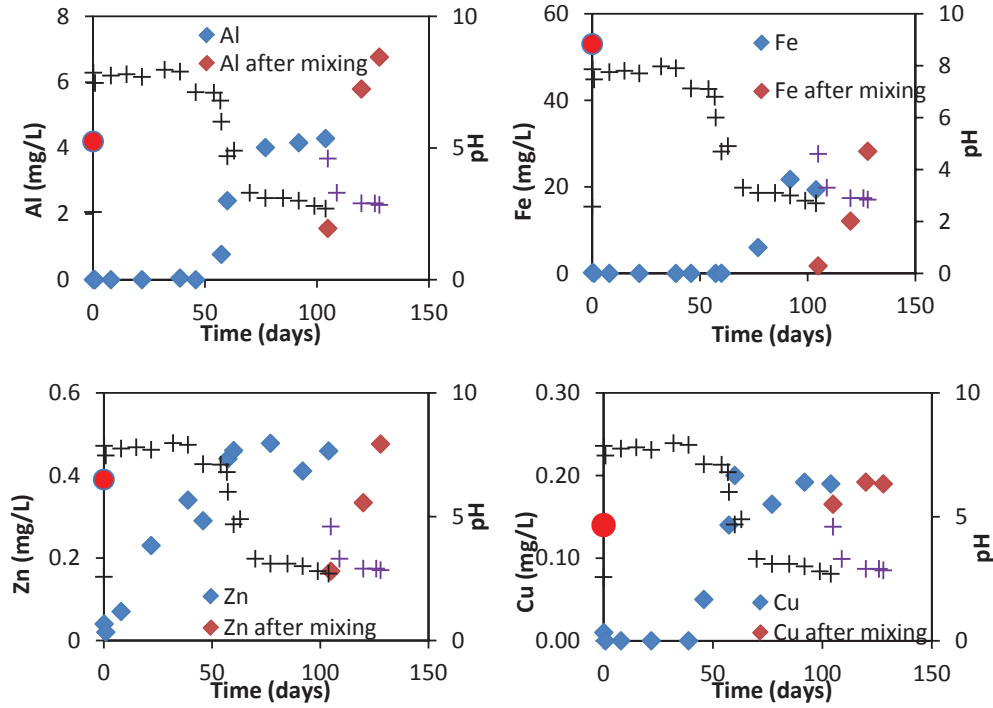 8
10
Al
Al after mixing
6
4
5
2
0
0
0
50
100
150
Al (mg/L)
pH
Time (days)
60
10
Fe
8
Fe after mixing
40
6
4
20
2
0
0
0
50
100
150
Fe (mg/L)
pH
Time (days)
0.6
10
0.4
5
0.2
Zn
Zn after mixing
0
0
0
50
100
150
Zn (mg/L)
pH
Time (days)
0.30
10
0.20
5
0.10
Cu
Cu after mixing
0.00
0
0
50
100
150
Cu (mg/L)
pH
Time (days)